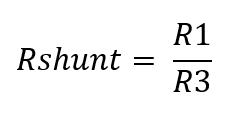 Rshunt = R1/R3